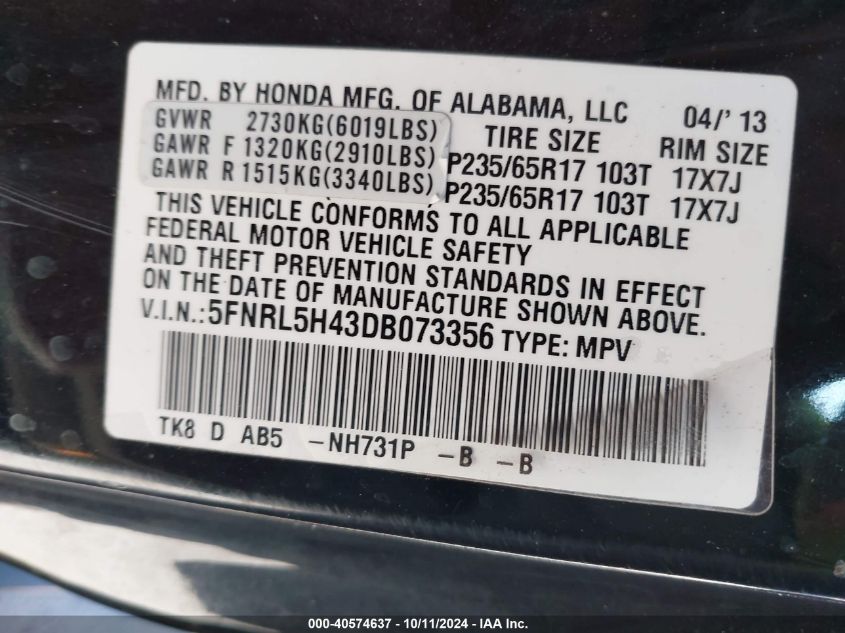 MFD. BY HONDA MFG. OF ALABAMA, LLC 04/' 13
GVWR 2730KG(6019LBS) TIRE SIZE RIM SIZE
GAWR F 1320KG(2910LBS) P235/65R17 103T 17X7J
GAWR R 1515KG(3340LBS) P235/65R17 103T 17X7J
THIS VEHICLE CONFORMS TO ALL APPLICABLE
FEDERAL MOTOR VEHICLE SAFETY
AND THEFT PREVENTION STANDARDS IN EFFECT
ON THE DATE OF MANUFACTURE SHOWN ABOVE.
V.I.N.: 5FNRL5H43DB073356 TYPE: MPV
TK8 D AB5 -NH731P -B -B
000-40574637 - 10/11/2024 - IAA Inc.